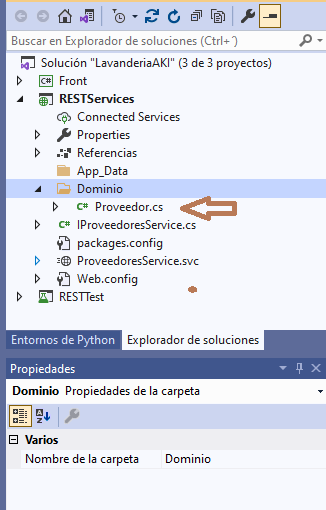 Buscar en Explorador de soluciones (Ctrl+´)
Solución "LavanderiaAKI" (3 de 3 proyectos)
C# Front
RESTServices
Connected Services
Properties
Referencias
App_Data
Dominio
C# Proveedor.cs
C# IProveedoresService.cs
packages.config
ProveedoresService.svc
Web.config
RESTTest
Entornos de Python Explorador de soluciones
Propiedades
Dominio Propiedades de la carpeta
Varios
Nombre de la carpeta Dominio